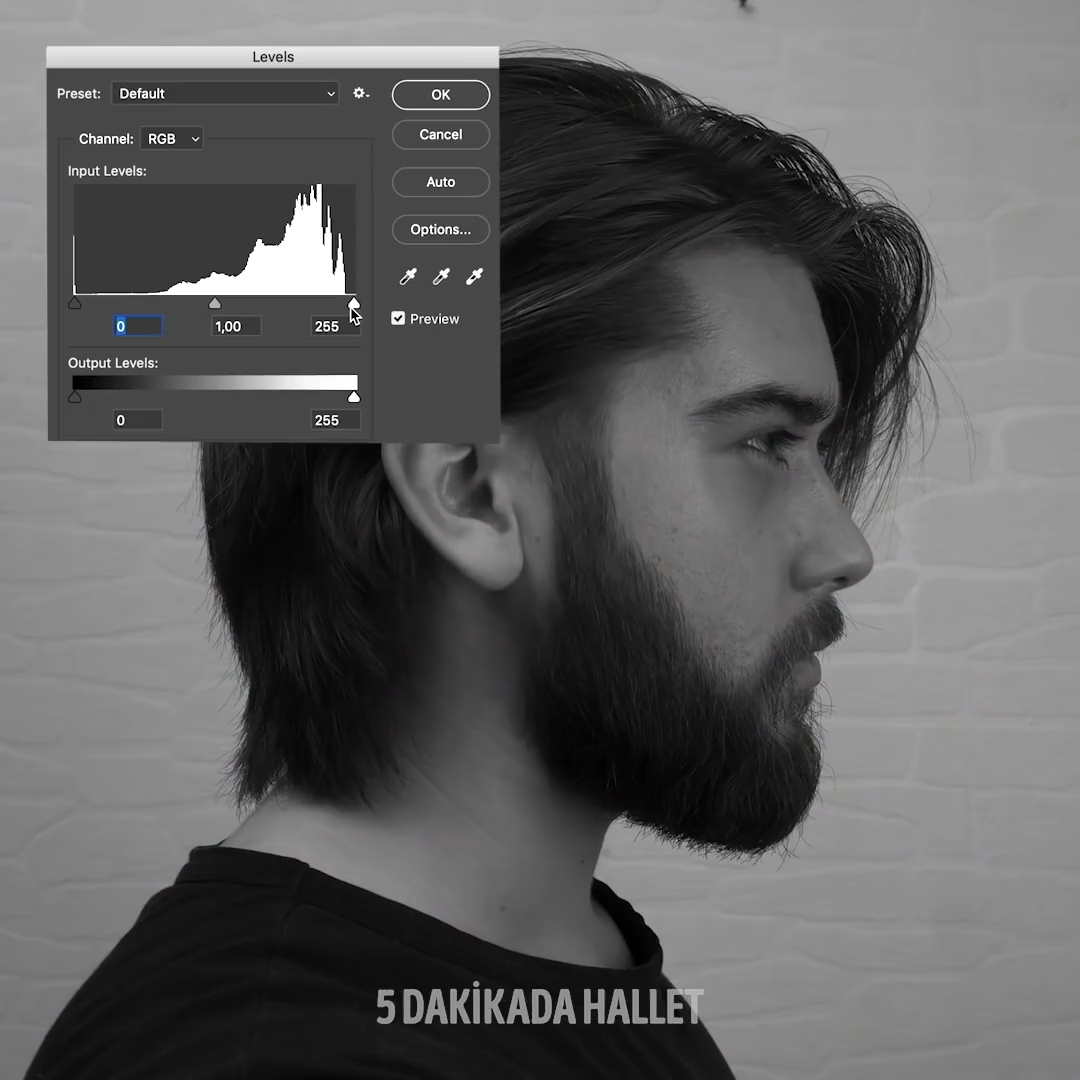 Levels
Preset: Default
OK
Channel: RGB
Cancel
Input Levels:
Auto
Options...
Preview
0 1,00 255
Output Levels:
0 255
5 DAKİKADA HALLET